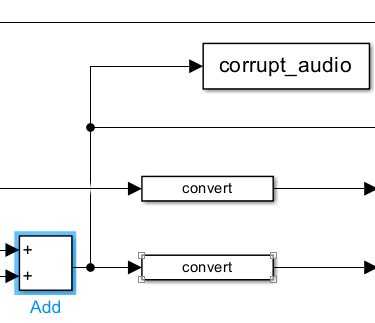 corrupt_audio
convert
+
convert
+
Add